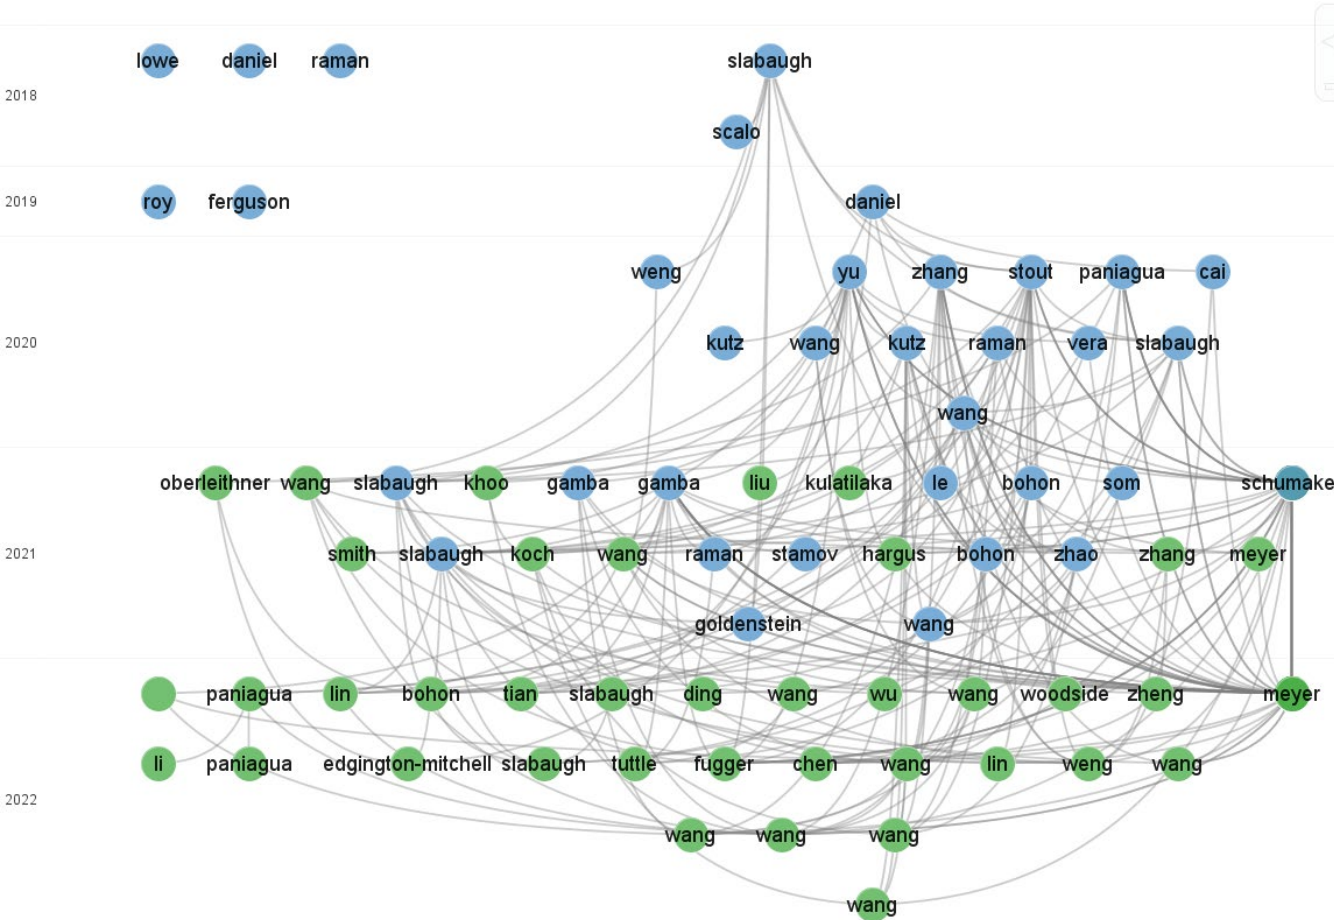 lowe daniel raman slabaugh
2018
scalo
2019 roy ferguson daniel
weng yu zhang stout paniagua cai
2020 kutz wang kutz raman vera slabaugh
wang
oberleithner wang slabaugh khoo gamba gamba liu kulatilaka le bohon som schumake
2021 smith slabaugh koch wang raman stamov hargus bohon zhao zhang meyer
goldenstein wang
paniagua lin bohon tian slabaugh ding wang wu wang woodside zheng meyer
li paniagua edgington-mitchell slabaugh tuttle fugger chen wang lin weng wang
2022
wang wang wang
wang